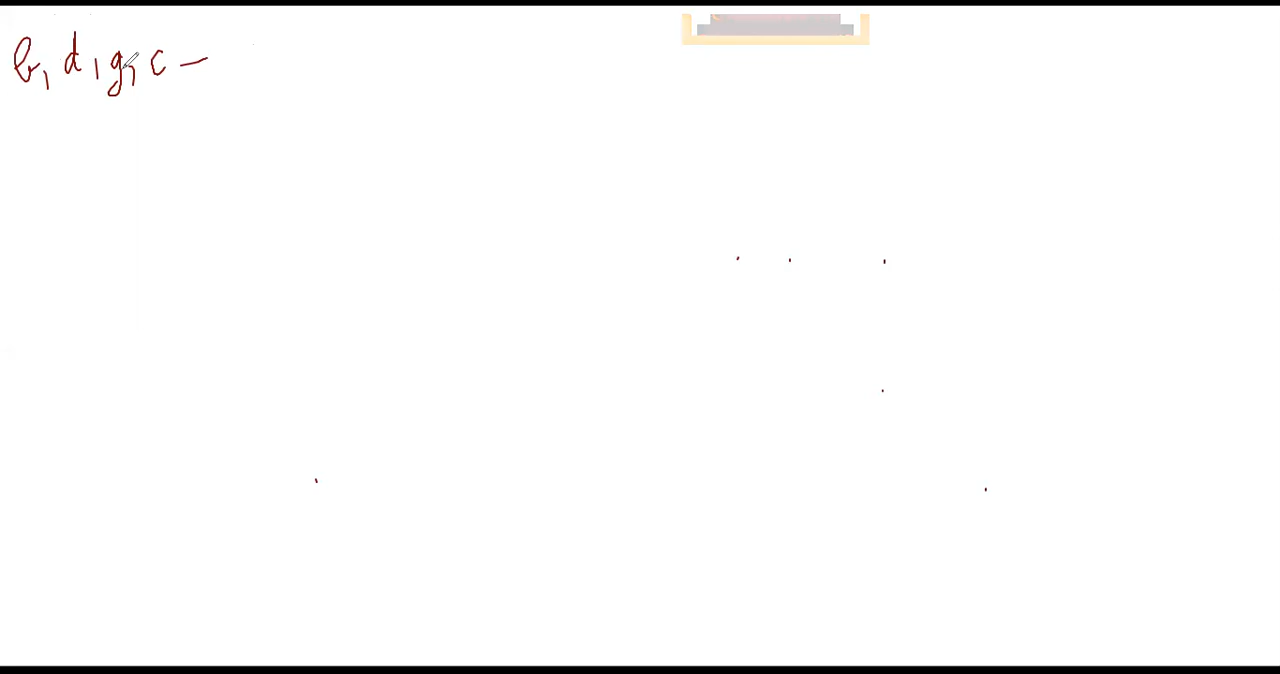 b, d, g, c –